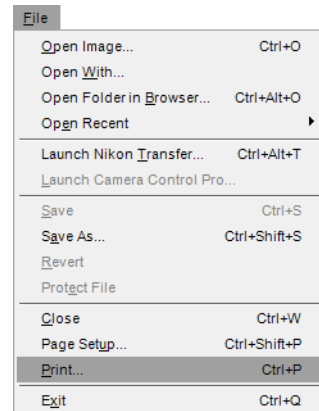 File
Open Image... Ctrl+O
Open With...
Open Folder in Browser... Ctrl+Alt+O
Open Recent
Launch Nikon Transfer... Ctrl+Alt+T
Launch Camera Control Pro...
Save Ctrl+S
Save As... Ctrl+Shift+S
Revert
Protect File
Close Ctrl+W
Page Setup... Ctrl+Shift+P
Print... Ctrl+P
Exit Ctrl+Q